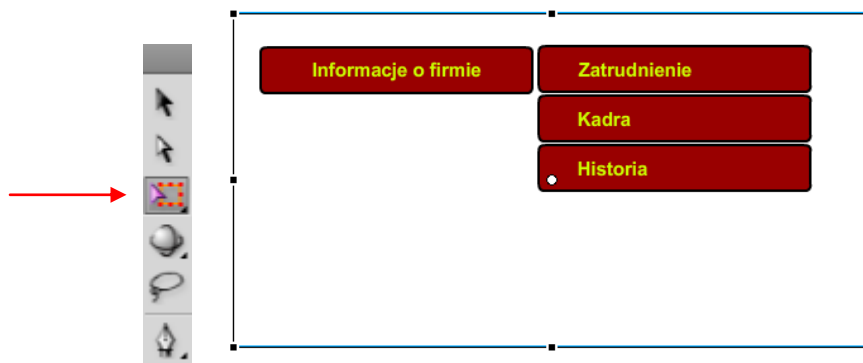 Informacje o firmie
Zatrudnienie
Kadra
Historia